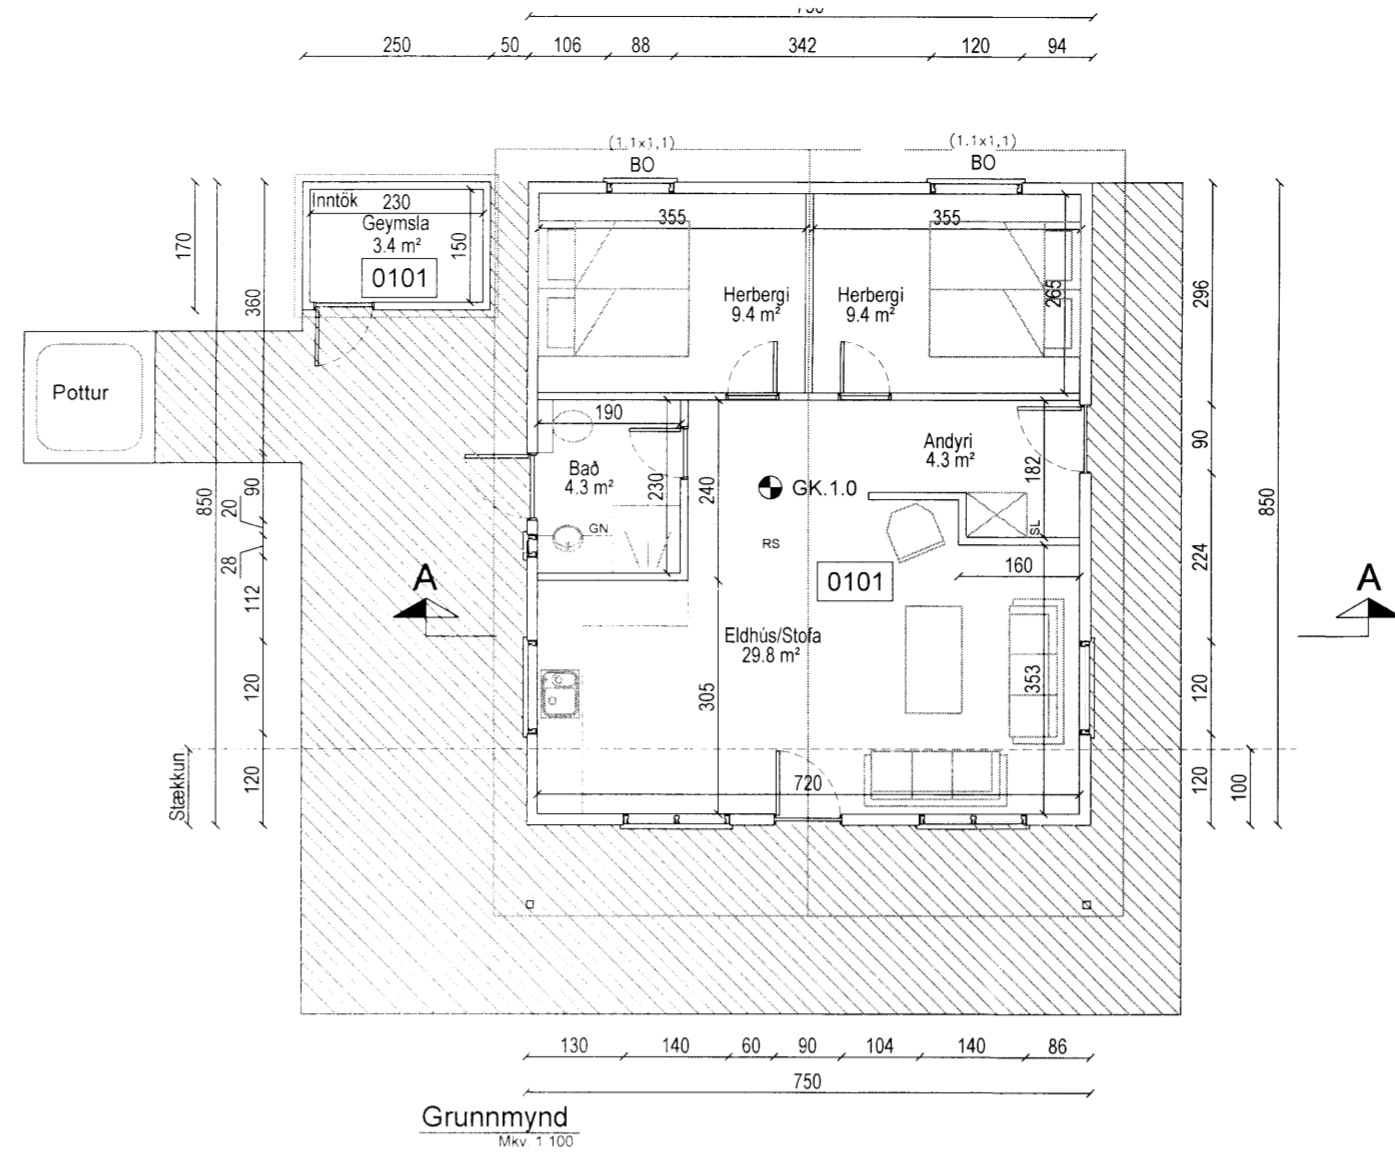 750
250 50 106 88 342 120 94
(1.1x1,1) (1.1x1,1)
BO BO
Inntök 230
Geymsla
3.4 m²
0101
150
170
360
850
355 355
Herbergi
9.4 m²
Herbergi
9.4 m²
265
296
Pottur
190
Bað
4.3 m²
230
240
GN
Andyri
4.3 m²
182
GK.1.0
SL
RS
0101
160
90
20
28
112
120
120
Stækkun
A
A
Eldhús/Stofa
29.8 m²
305
353
720
90
224
120
120
100
850
130 140 60 90 104 140 86
750
Grunnmynd
Mkv. 1 100